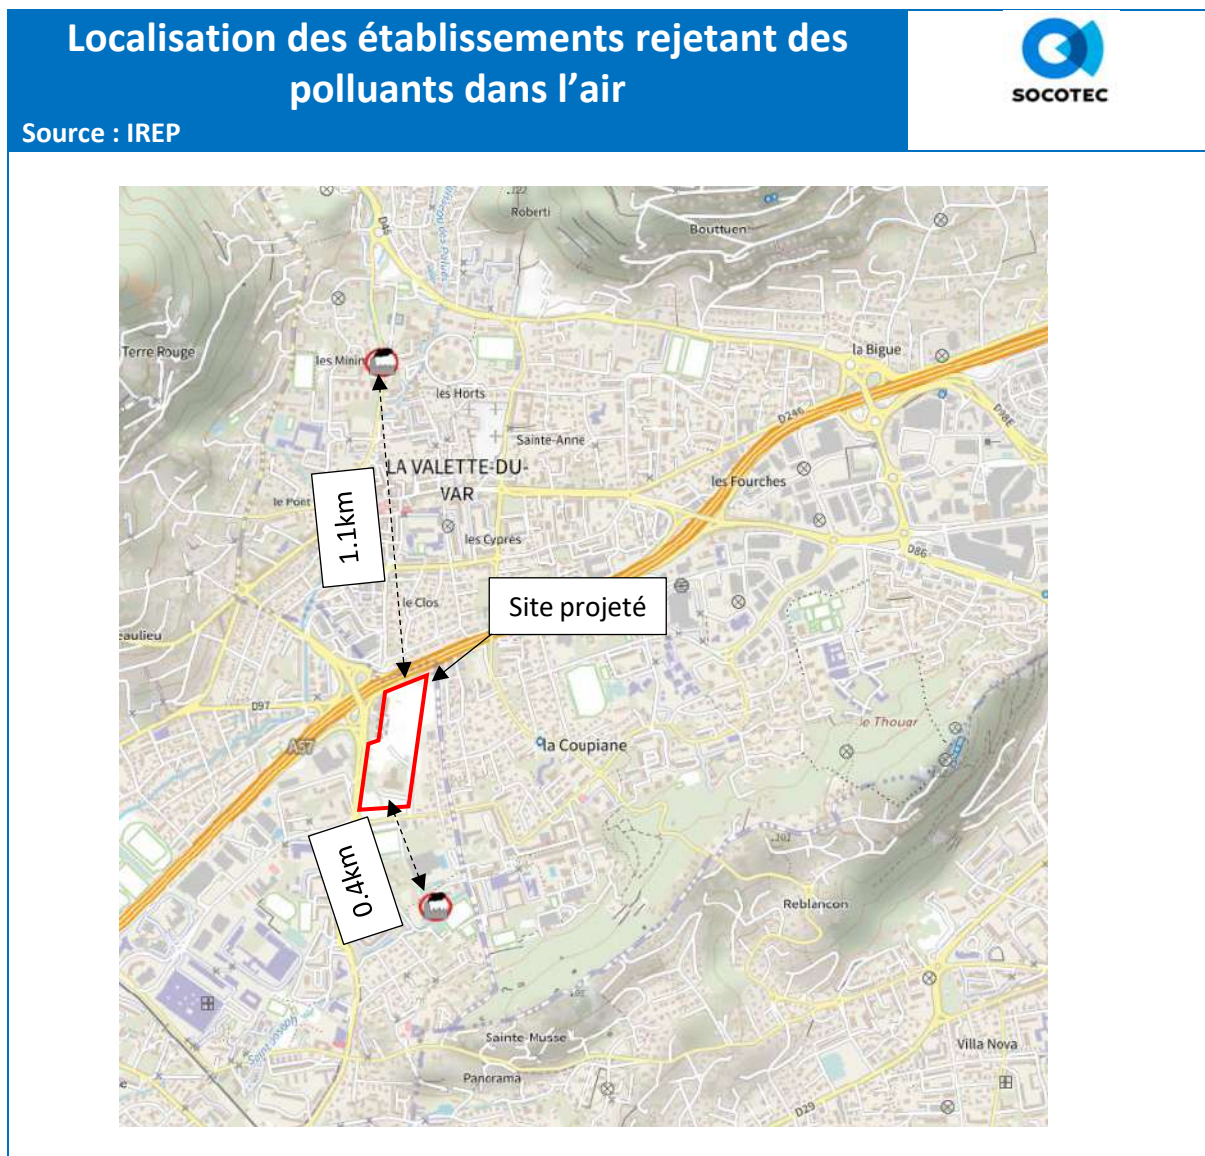 Localisation des établissements rejetant des
polluants dans l'air
Source : IREP
SOCOTEC
Roberti
Bouttuen
D46
Terre Rouge
les Minim
la Bigue
les Horts
D246
D98E
Sainte-Anne
LA VALETTE-DU-
VAR
les Fourches
le Pont
1.1km
les Cyprès
D86
Site projeté
le Clos
eaulieu
D97
A57
la Coupiane
le Thouar
0.4km
Reblancon
Sainte-Musse
Villa Nova
Panorama
D29